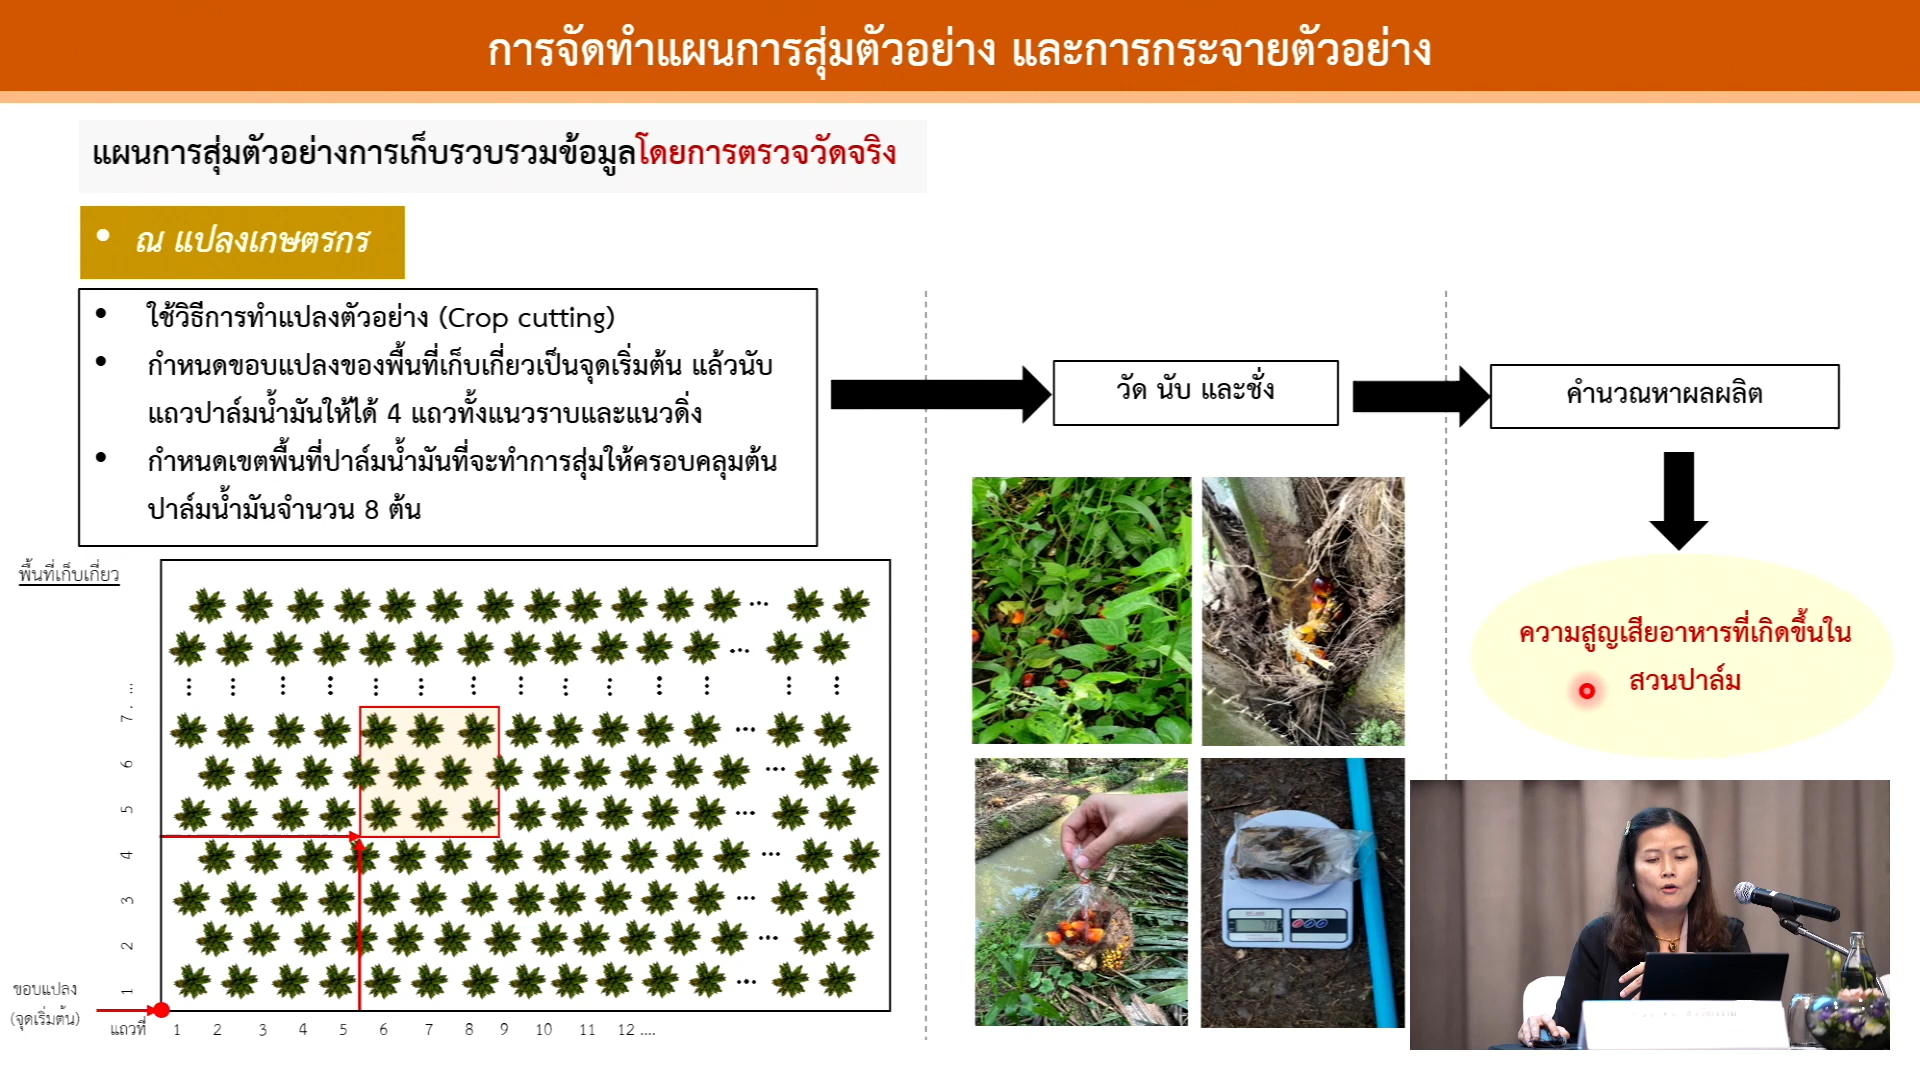 การจัดทำแผนการสุ่มตัวอย่าง และการกระจายตัวอย่าง
แผนการสุ่มตัวอย่างการเก็บรวบรวมข้อมูลโดยการตรวจวัดจริง
• ณ แปลงเกษตรกร
• ใช้วิธีการทำแปลงตัวอย่าง (Crop cutting)
• กำหนดขอบแปลงของพื้นที่เก็บเกี่ยวเป็นจุดเริ่มต้น แล้วนับ
แถวปาล์มน้ำมันให้ได้ 4 แถวทั้งแนวราบและแนวดิ่ง
• กำหนดเขตพื้นที่ปาล์มน้ำมันที่จะทำการสุ่มให้ครอบคลุมต้น
ปาล์มน้ำมันจำนวน 8 ต้น
วัด นับ และชั่ง
คำนวณหาผลผลิต
ความสูญเสียอาหารที่เกิดขึ้นใน
สวนปาล์ม
พื้นที่เก็บเกี่ยว
7 . ...
6
5
4
3
2
1
ขอบแปลง
(จุดเริ่มต้น)
แถวที่ 1 2 3 4 5 6 7 8 9 10 11 12 ....